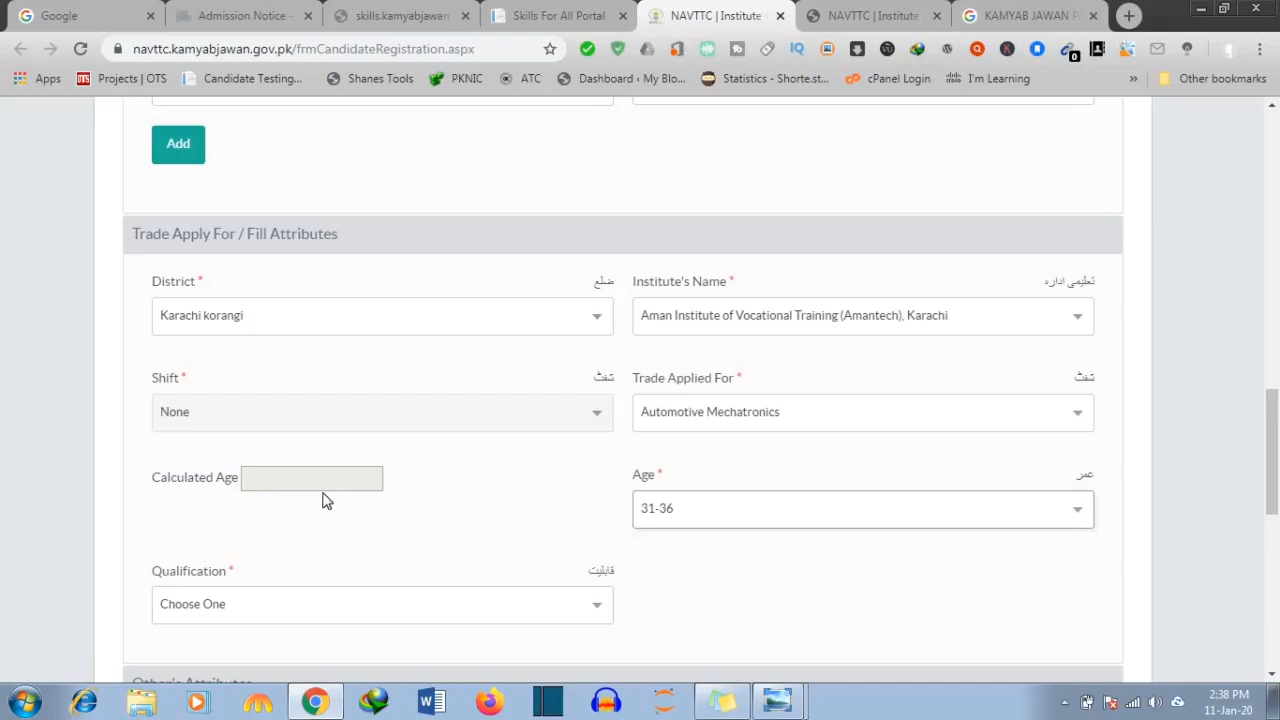 Google
Admission Notice -
skills.kamyabjawan
Skills For All Portal
NAVTTC | Institute
NAVTTC | Institute
KAMYAB JAWAN P
navttc.kamyabjawan.gov.pk/frmCandidateRegistration.aspx
IQ
0
Apps
Projects | OTS
Candidate Testing...
Shanes Tools
PKNIC
ATC
Dashboard ‹ My Blo...
Statistics - Shorte.st...
cPanel Login
I'm Learning
»
Other bookmarks
Add
Trade Apply For / Fill Attributes
District * ضلع
Institute's Name * تعلیمی ادارہ
Karachi korangi
Aman Institute of Vocational Training (Amantech), Karachi
Shift * شفٹ
Trade Applied For * شفٹ
None
Automotive Mechatronics
Calculated Age
Age * عمر
31-36
Qualification * قابلیت
Choose One
Other's Attributes
2:38 PM
11-Jan-20